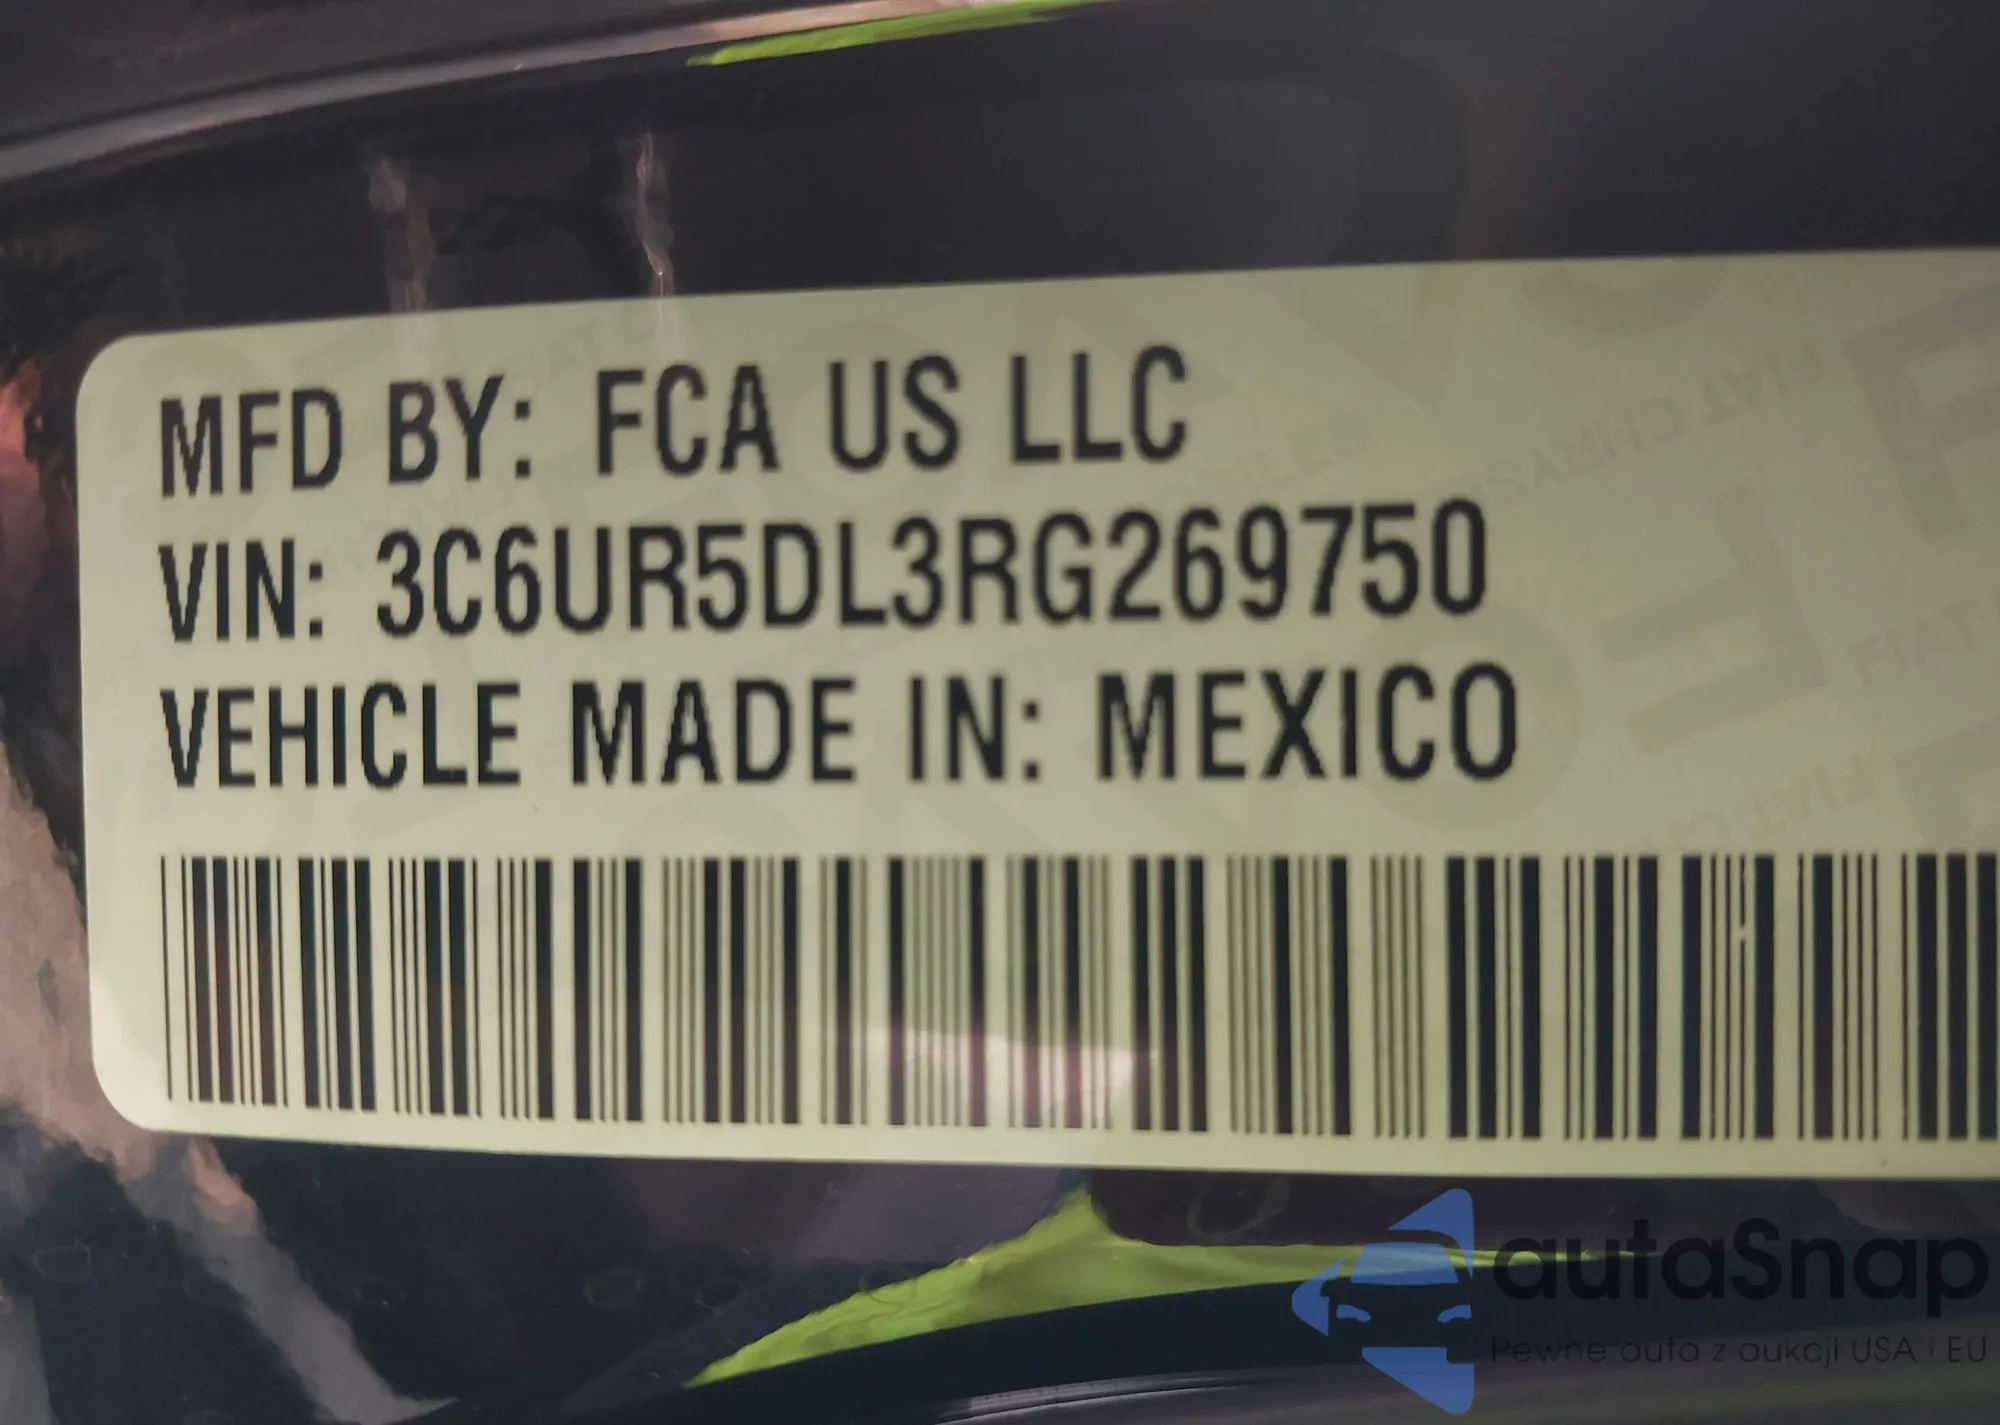 MFD BY: FCA US LLC
VIN: 3C6UR5DL3RG269750
VEHICLE MADE IN: MEXICO
autaSnap
Pewne auta z aukcji USA i EU